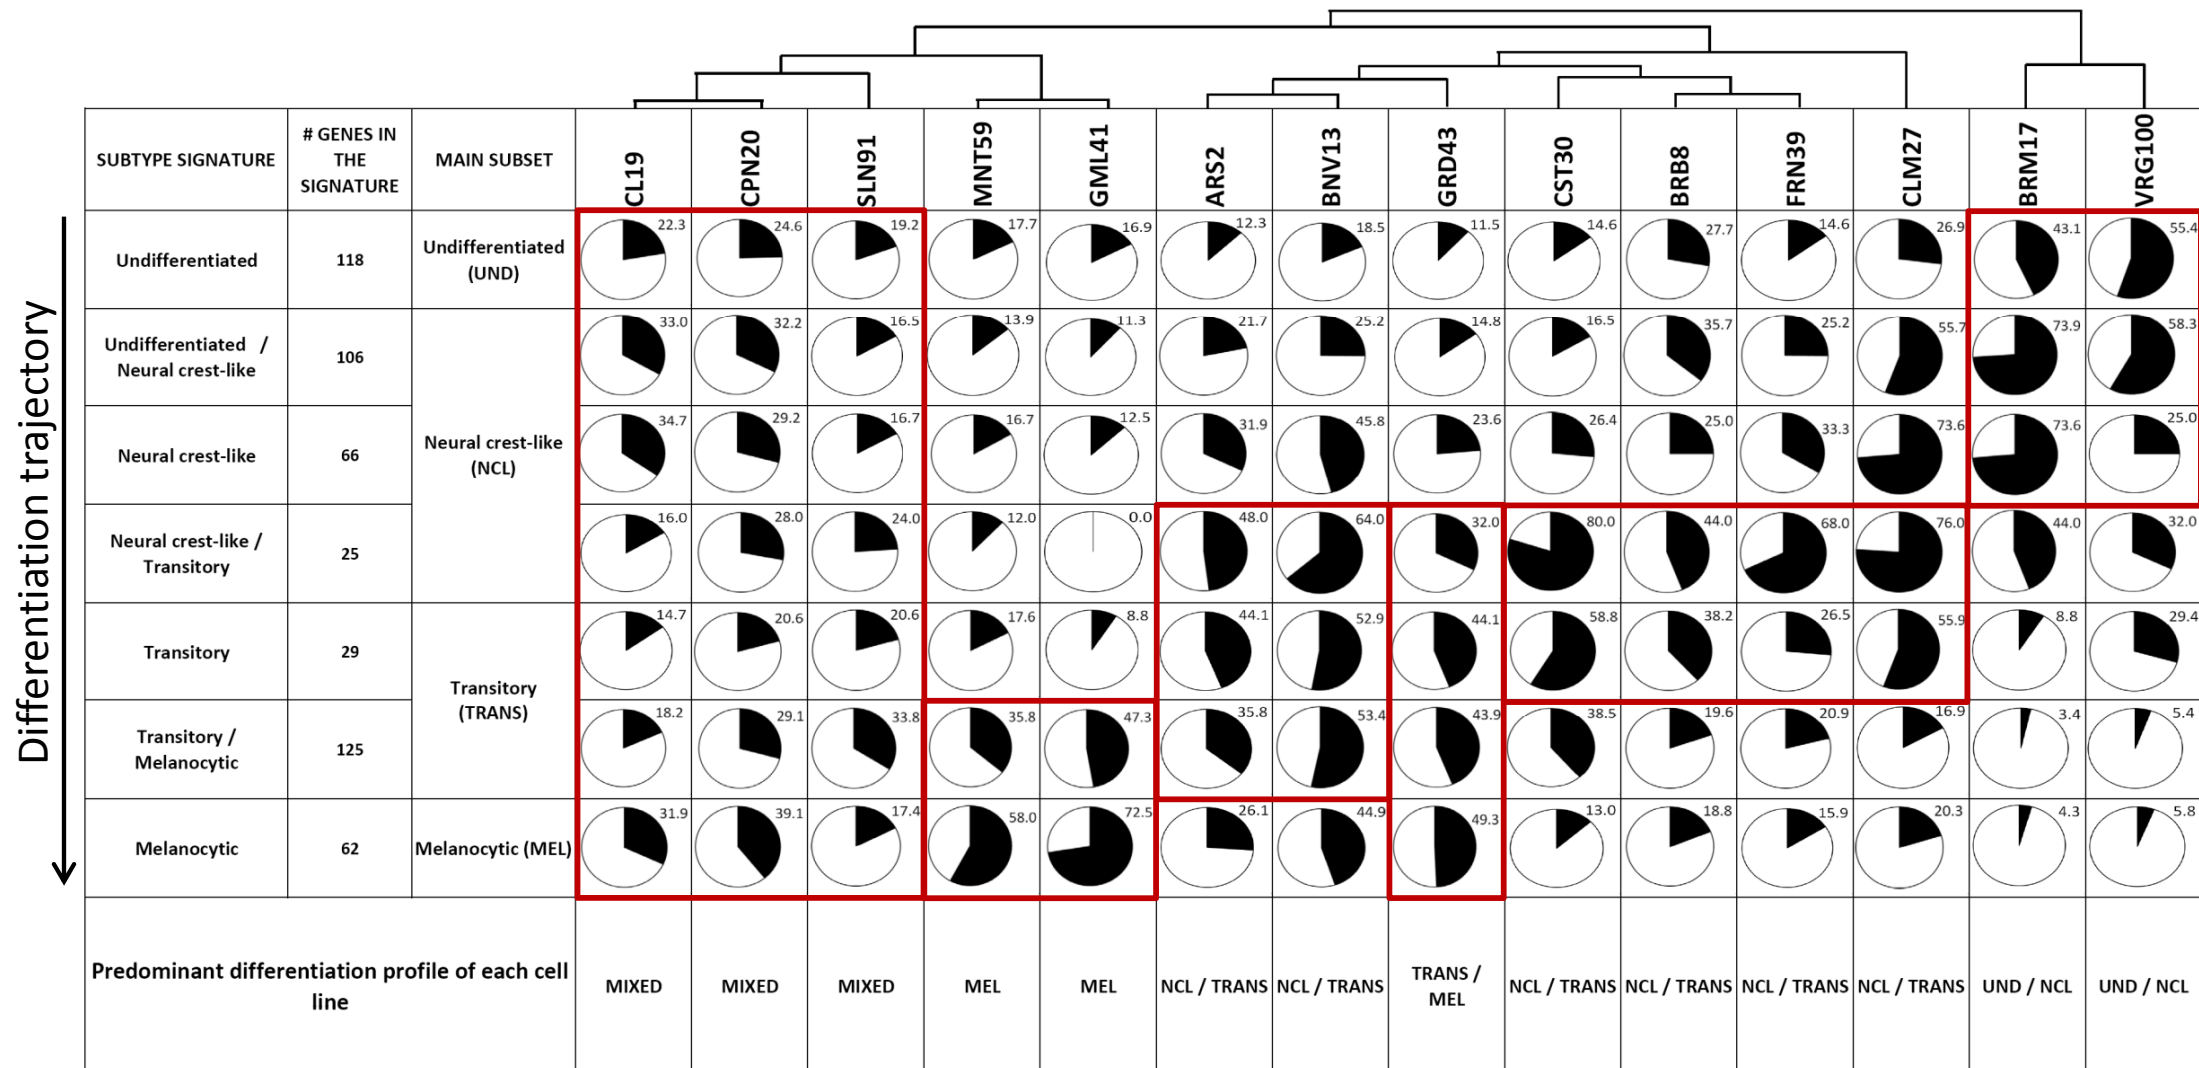 Differentiation trajectory
SUBTYPE SIGNATURE
# GENES IN
THE
SIGNATURE
MAIN SUBSET
CL19
CPN20
SLN91
MNT59
GML41
ARS2
BNV13
GRD43
CST30
BRB8
FRN39
CLM27
BRM17
VRG100
Undifferentiated
118
Undifferentiated
(UND)
22.3
24.6
19.2
17.7
16.9
12.3
18.5
11.5
14.6
27.7
14.6
26.9
43.1
55.4
Undifferentiated /
Neural crest-like
106
33.0
32.2
16.5
13.9
11.3
21.7
25.2
14.8
16.5
35.7
25.2
55.7
73.9
58.3
Neural crest-like
66
Neural crest-like
(NCL)
34.7
29.2
16.7
16.7
12.5
31.9
45.8
23.6
26.4
25.0
33.3
73.6
73.6
25.0
Neural crest-like /
Transitory
25
16.0
28.0
24.0
12.0
0.0
48.0
64.0
32.0
80.0
44.0
68.0
76.0
44.0
32.0
Transitory
29
14.7
20.6
20.6
17.6
8.8
44.1
52.9
44.1
58.8
38.2
26.5
55.9
8.8
29.4
Transitory
(TRANS)
Transitory /
Melanocytic
125
18.2
29.1
33.8
35.8
47.3
35.8
53.4
43.9
38.5
19.6
20.9
16.9
3.4
5.4
Melanocytic
62
Melanocytic (MEL)
31.9
39.1
17.4
58.0
72.5
26.1
44.9
49.3
13.0
18.8
15.9
20.3
4.3
5.8
Predominant differentiation profile of each cell
line
MIXED
MIXED
MIXED
MEL
MEL
NCL / TRANS
NCL / TRANS
TRANS /
MEL
NCL / TRANS
NCL / TRANS
NCL / TRANS
NCL / TRANS
UND / NCL
UND / NCL